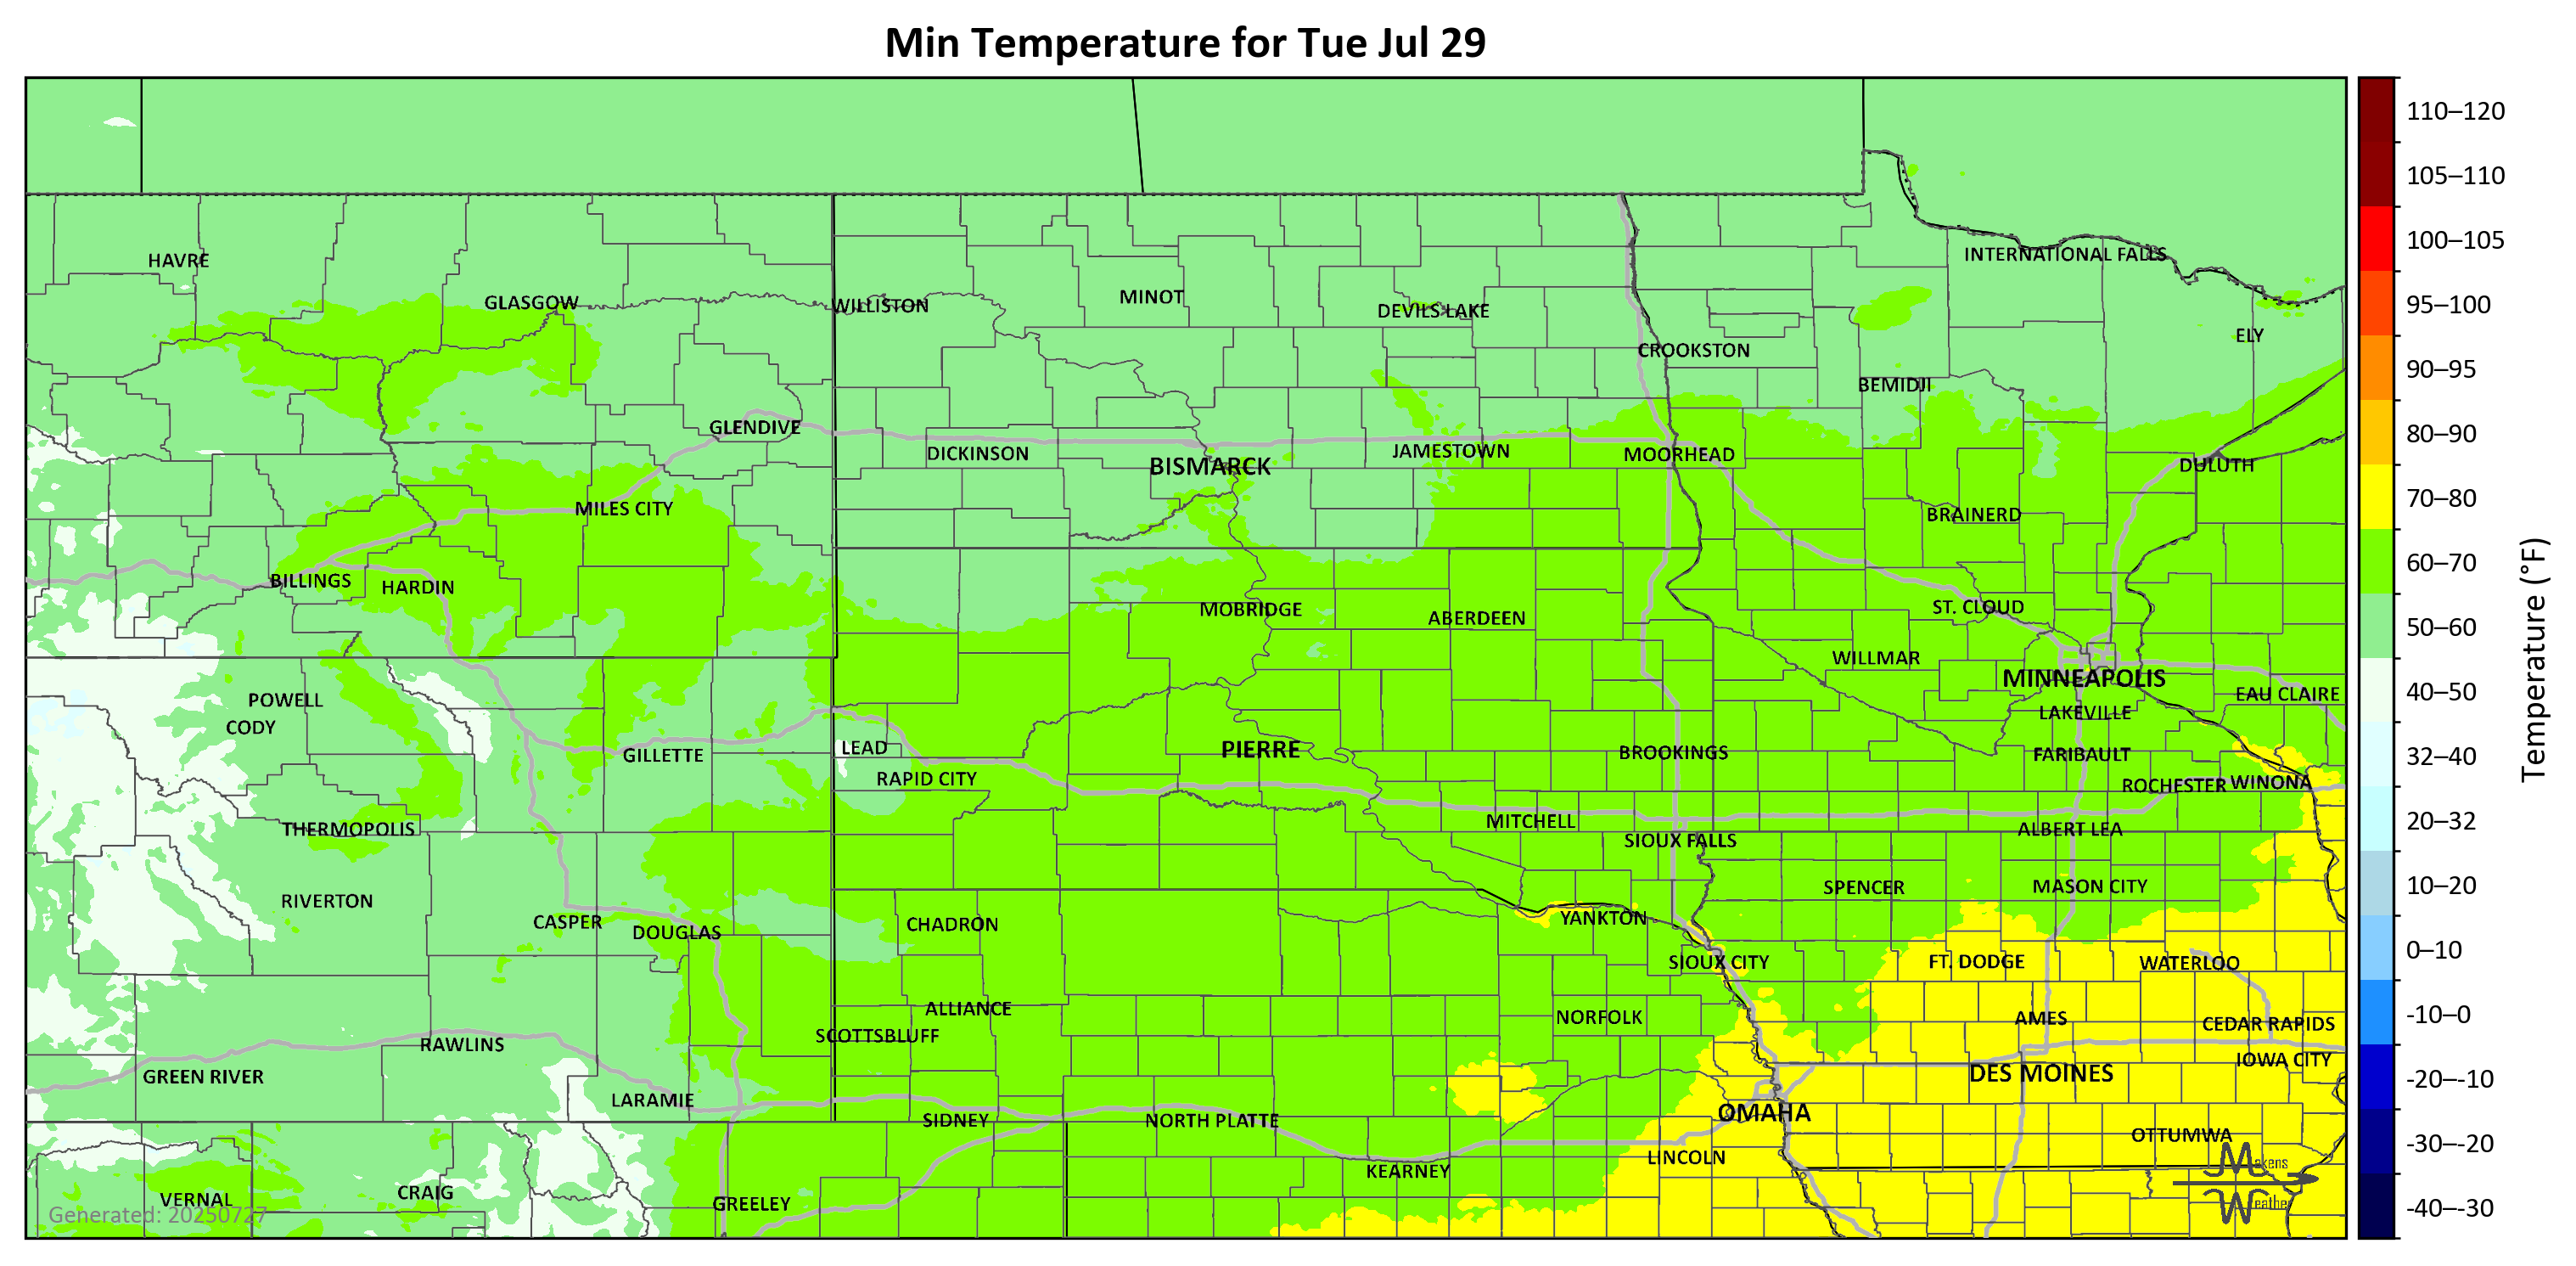 Min Temperature for Tue Jul 29
110–120
105–110
100–105
95–100
90–95
80–90
70–80
60–70
50–60
40–50
32–40
20–32
10–20
0–10
-10–0
-20–-10
-30–-20
-40–-30
Temperature (°F)
HAVRE
INTERNATIONAL FALLS
GLASGOW
WILLISTON
MINOT
DEVILS LAKE
ELY
CROOKSTON
BEMIDJI
GLENDIVE
DICKINSON
BISMARCK
JAMESTOWN
MOORHEAD
DULUTH
MILES CITY
BRAINERD
BILLINGS
HARDIN
MOBRIDGE
ABERDEEN
ST. CLOUD
WILLMAR
MINNEAPOLIS
POWELL
EAU CLAIRE
CODY
LAKEVILLE
GILLETTE
LEAD
PIERRE
BROOKINGS
FARIBAULT
RAPID CITY
ROCHESTER
WINONA
THERMOPOLIS
MITCHELL
SIOUX FALLS
ALBERT LEA
RIVERTON
SPENCER
MASON CITY
CASPER
DOUGLAS
CHADRON
YANKTON
SIOUX CITY
FT. DODGE
WATERLOO
ALLIANCE
NORFOLK
AMES
CEDAR RAPIDS
SCOTTSBLUFF
RAWLINS
IOWA CITY
GREEN RIVER
DES MOINES
LARAMIE
SIDNEY
NORTH PLATTE
OMAHA
OTTUMWA
LINCOLN
KEARNEY
VERNAL
CRAIG
GREELEY
Makens
Weather
Generated: 20250727